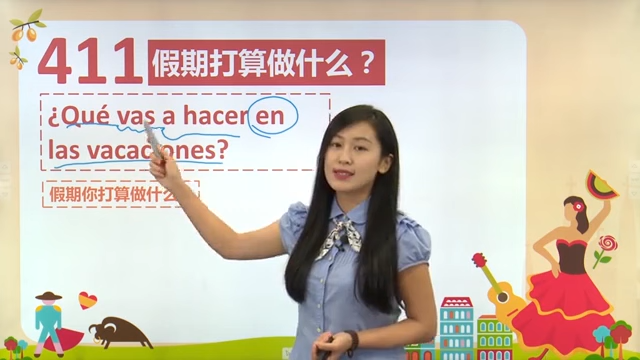 411 假期打算做什么？
¿Qué vas a hacer en
las vacaciones?
假期你打算做什么